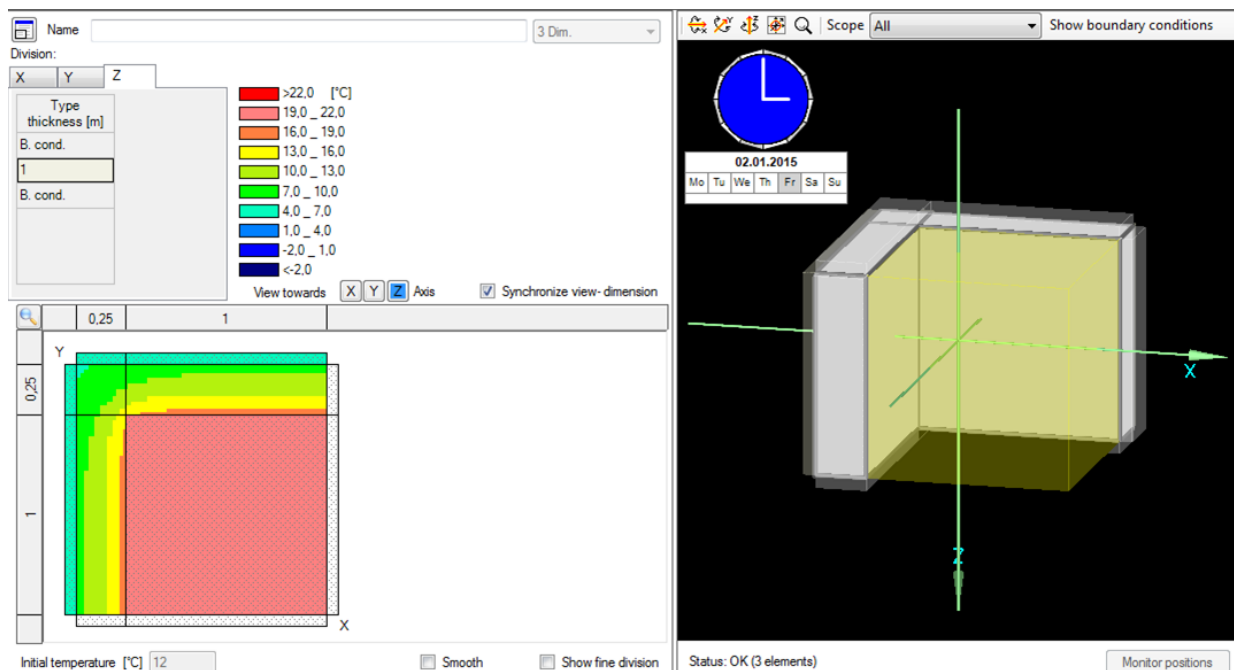 Name
3 Dim.
Division:
X Y Z
Type
thickness [m]
B. cond.
1
B. cond.
>22,0 [°C]
19,0 _ 22,0
16,0 _ 19,0
13,0 _ 16,0
10,0 _ 13,0
7,0 _ 10,0
4,0 _ 7,0
1,0 _ 4,0
-2,0 _ 1,0
<-2,0
View towards X Y Z Axis
Synchronize view- dimension
0,25 1
Y
0,25
1
X
Initial temperature [°C] 12
Smooth
Show fine division
Scope All
Show boundary conditions
02.01.2015
Mo Tu We Th Fr Sa Su
X
Z
Status: OK (3 elements)
Monitor positions